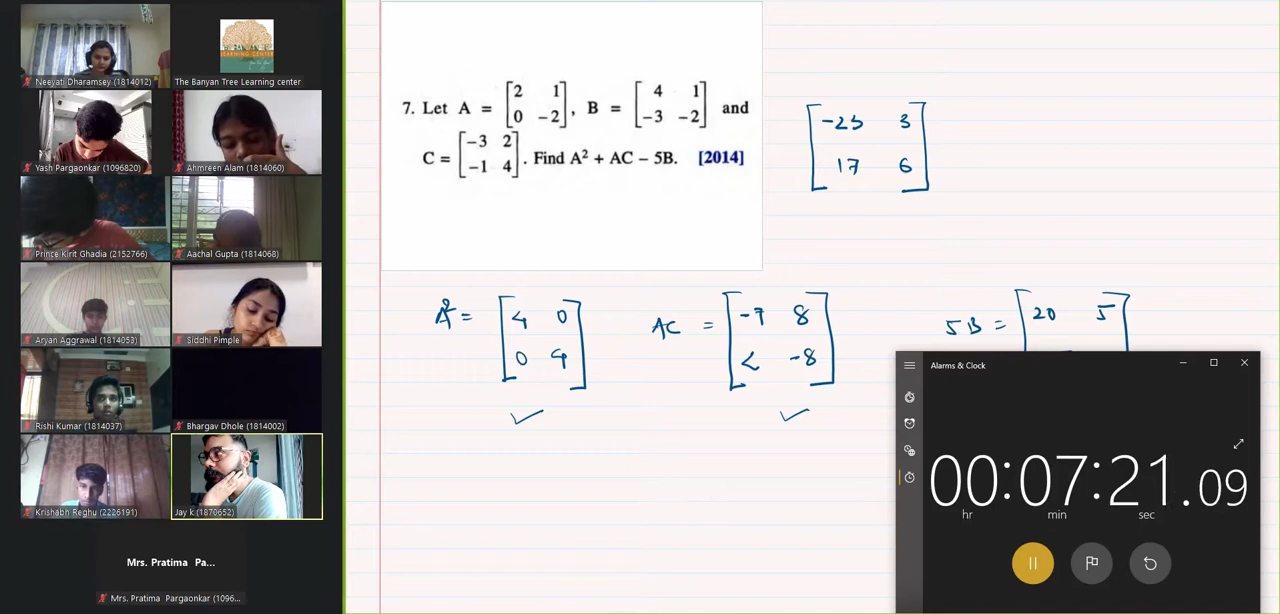 Neeyati Dharamsey (1814012)
LEARNING CENTER
The Banyan Tree Learning center
Yash Pargaonkar (1096820)
Ahmreen Alam (1814060)
Prince Kirit Ghadia (2152766)
Aachal Gupta (1814068)
Aryan Aggrawal (1814053)
Siddhi Pimple
Rishi Kumar (1814037)
Bhargav Dhole (1814002)
Krishabh Reghu (2226191)
Jay k (1870652)
Mrs. Pratima Pa...
Mrs. Pratima Pargaonkar (1096...
7. Let A = [2 1
0 -2], B = [4 1
-3 -2] and
C = [-3 2
-1 4]. Find A² + AC – 5B. [2014]
[-23 3
17 6]
A² = [4 0
0 4]
AC = [-7 8
2 -8]
5B = [20 5
Alarms & Clock
00:07:21.09
hr min sec